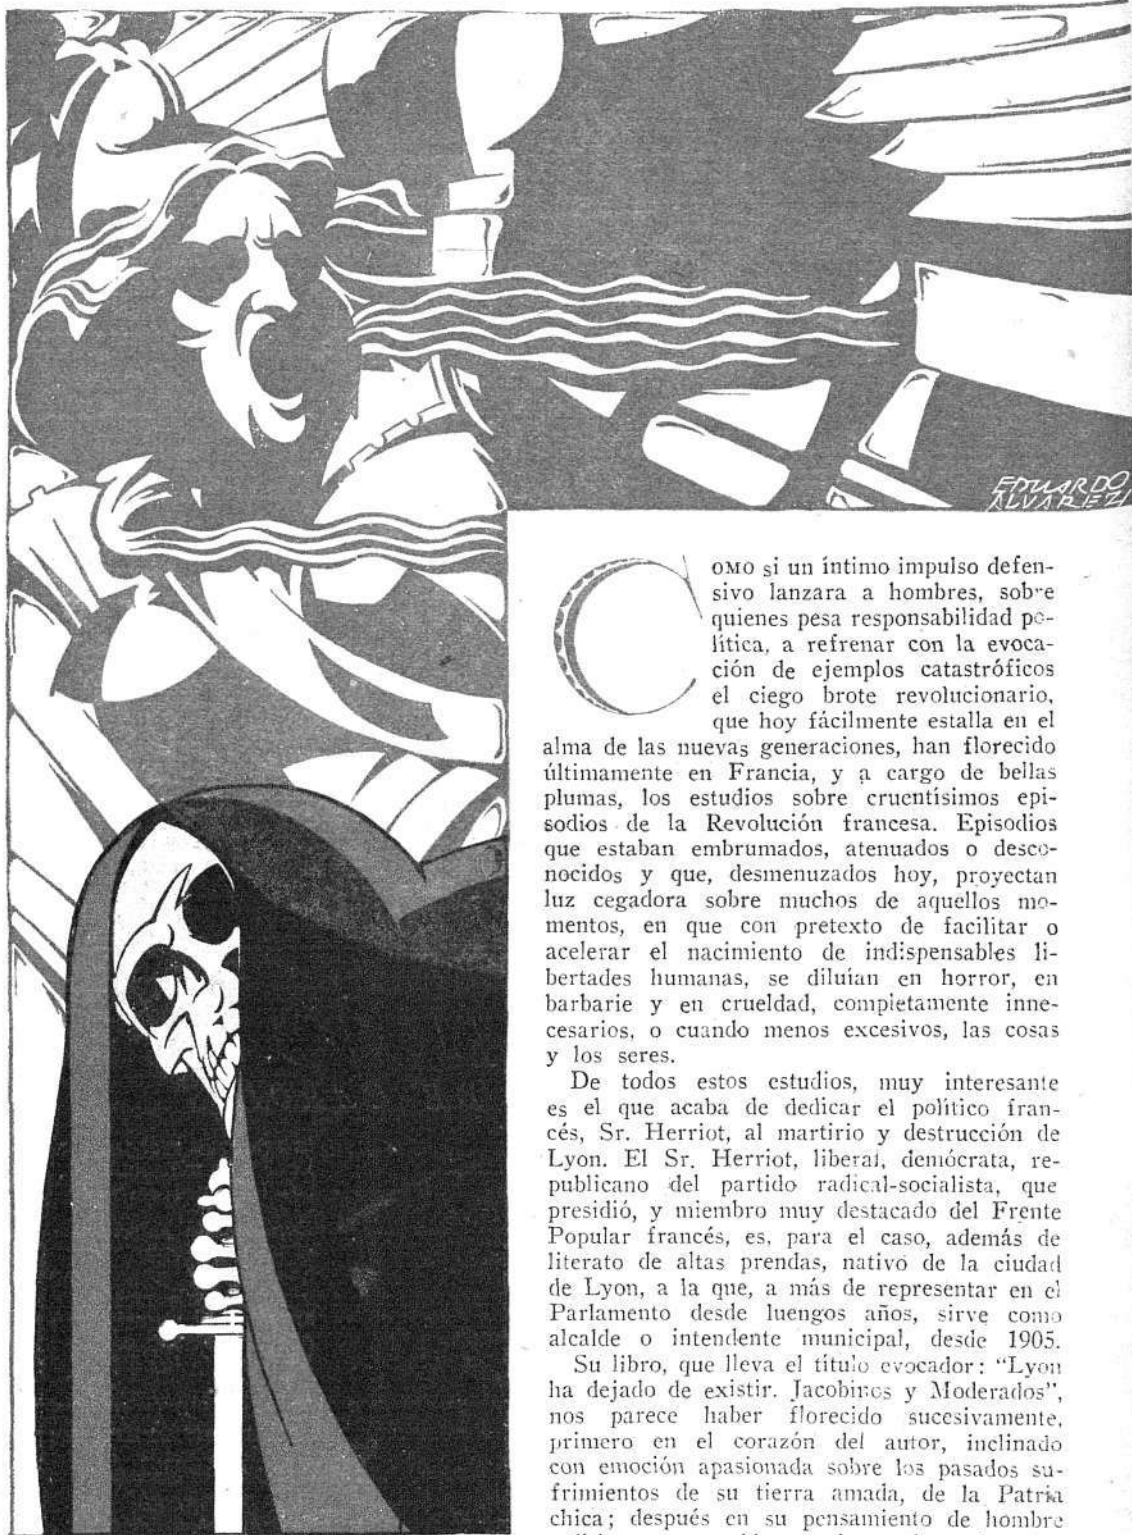 EDUARDO
ALVAREZ
COMO si un íntimo impulso defen-
sivo lanzara a hombres, sobre
quienes pesa responsabilidad po-
lítica, a refrenar con la evoca-
ción de ejemplos catastróficos
el ciego brote revolucionario,
que hoy fácilmente estalla en el
alma de las nuevas generaciones, han florecido
últimamente en Francia, y a cargo de bellas
plumas, los estudios sobre cruentísimos epi-
sodios de la Revolución francesa. Episodios
que estaban embrumados, atenuados o desco-
nocidos y que, desmenuzados hoy, proyectan
luz cegadora sobre muchos de aquellos mo-
mentos, en que con pretexto de facilitar o
acelerar el nacimiento de indispensables li-
bertades humanas, se diluían en horror, en
barbarie y en crueldad, completamente inne-
cesarios, o cuando menos excesivos, las cosas
y los seres.
De todos estos estudios, muy interesante
es el que acaba de dedicar el político fran-
cés, Sr. Herriot, al martirio y destrucción de
Lyon. El Sr. Herriot, liberal, demócrata, re-
publicano del partido radical-socialista, que
presidió, y miembro muy destacado del Frente
Popular francés, es, para el caso, además de
literato de altas prendas, nativo de la ciudad
de Lyon, a la que, a más de representar en el
Parlamento desde luengos años, sirve como
alcalde o intendente municipal, desde 1905.
Su libro, que lleva el título evocador: "Lyon
ha dejado de existir. Jacobinos y Moderados",
nos parece haber florecido sucesivamente,
primero en el corazón del autor, inclinado
con emoción apasionada sobre los pasados su-
frimientos de su tierra amada, de la Patria
chica; después en su pensamiento de hombre